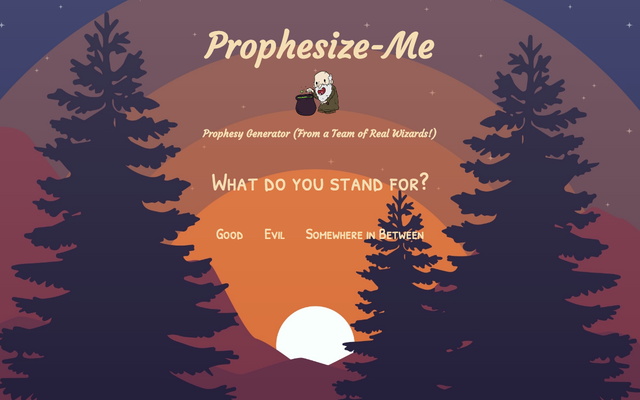 Prophesize-Me
Prophesy Generator (From a Team of Real Wizards!)
What do you stand for?
Good Evil Somewhere in Between